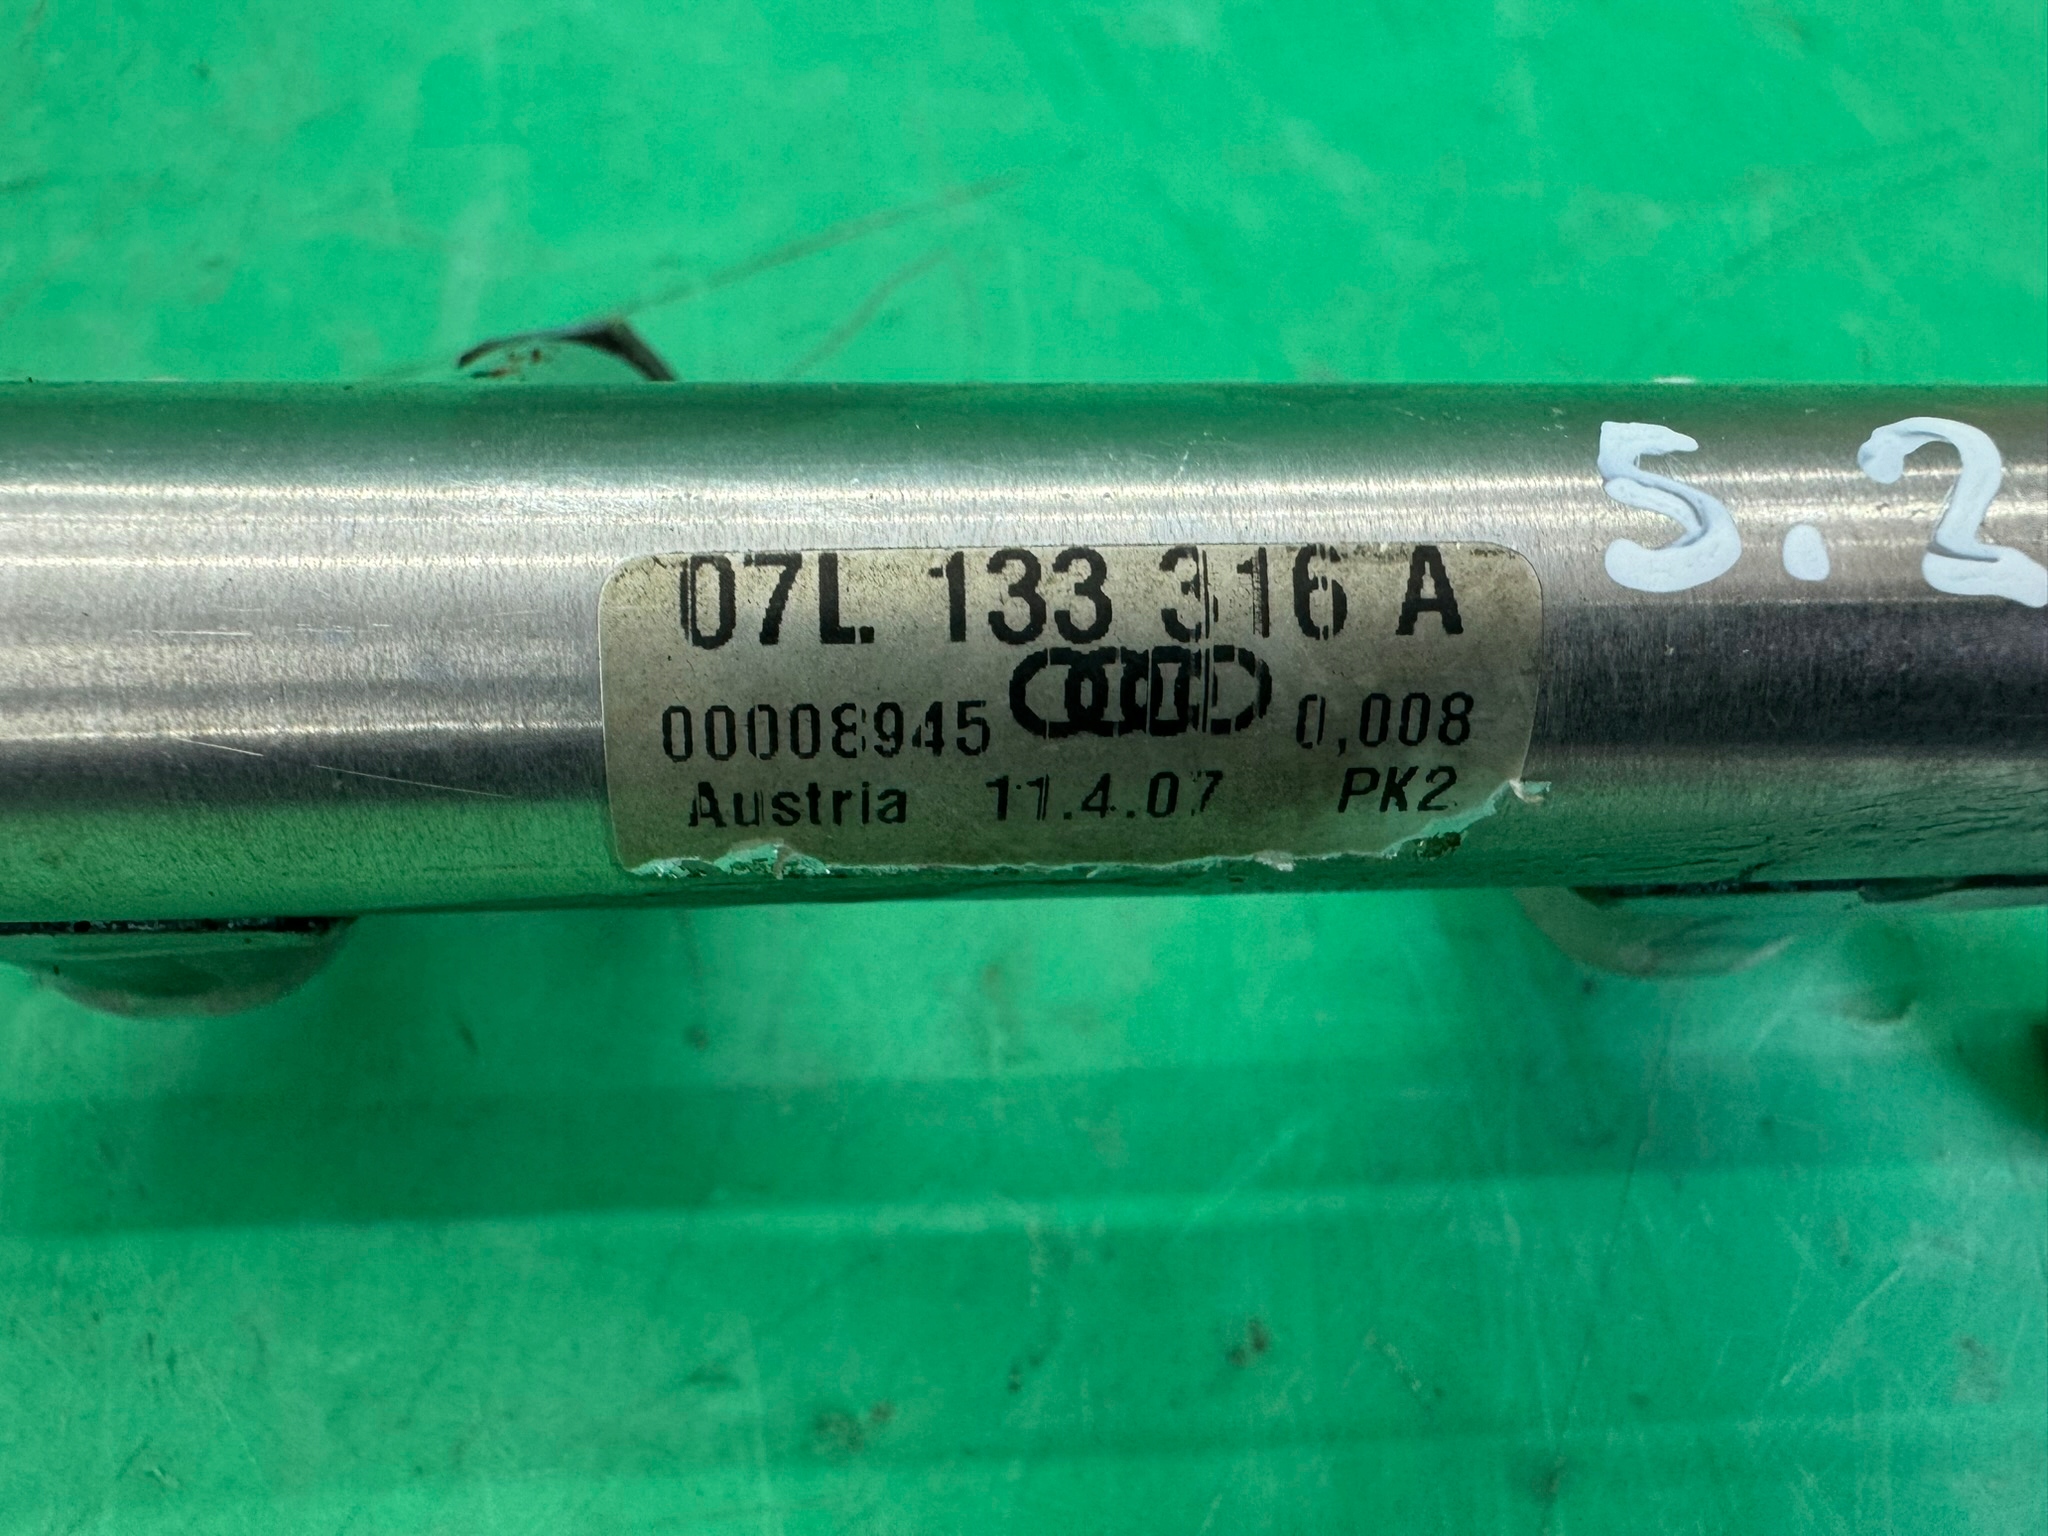 5.2
07L 133 316 A
00008945 0,008
Austria 11.4.07 PK2